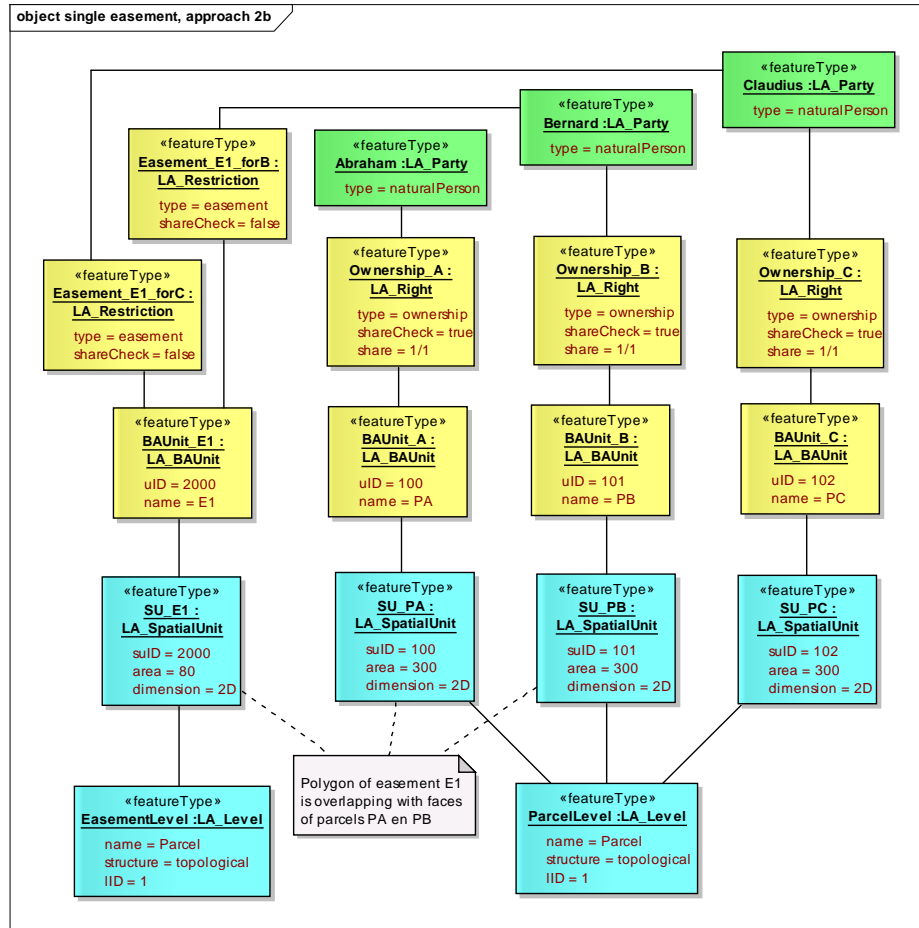 object single easement, approach 2b
«featureType»
Claudius :LA_Party
type = naturalPerson
«featureType»
Bernard :LA_Party
type = naturalPerson
«featureType»
Easement_E1_forB :
LA_Restriction
type = easement
shareCheck = false
«featureType»
Abraham :LA_Party
type = naturalPerson
«featureType»
Easement_E1_forC :
LA_Restriction
type = easement
shareCheck = false
«featureType»
Ownership_A :
LA_Right
type = ownership
shareCheck = true
share = 1/1
«featureType»
Ownership_B :
LA_Right
type = ownership
shareCheck = true
share = 1/1
«featureType»
Ownership_C :
LA_Right
type = ownership
shareCheck = true
share = 1/1
«featureType»
BAUnit_E1 :
LA_BAUnit
uID = 2000
name = E1
«featureType»
BAUnit_A :
LA_BAUnit
uID = 100
name = PA
«featureType»
BAUnit_B :
LA_BAUnit
uID = 101
name = PB
«featureType»
BAUnit_C :
LA_BAUnit
uID = 102
name = PC
«featureType»
SU_E1 :
LA_SpatialUnit
suID = 2000
area = 80
dimension = 2D
«featureType»
SU_PA :
LA_SpatialUnit
suID = 100
area = 300
dimension = 2D
«featureType»
SU_PB :
LA_SpatialUnit
suID = 101
area = 300
dimension = 2D
«featureType»
SU_PC :
LA_SpatialUnit
suID = 102
area = 300
dimension = 2D
Polygon of easement E1
is overlapping with faces
of parcels PA en PB
«featureType»
EasementLevel :LA_Level
name = Parcel
structure = topological
lID = 1
«featureType»
ParcelLevel :LA_Level
name = Parcel
structure = topological
lID = 1